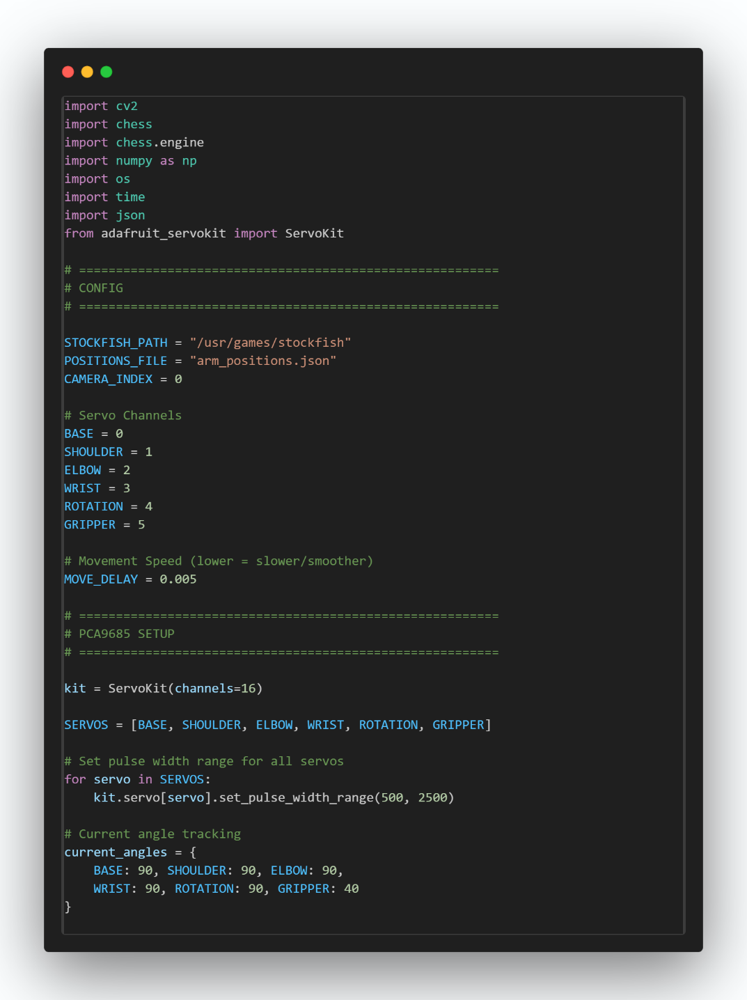 import cv2
import chess
import chess.engine
import numpy as np
import os
import time
import json
from adafruit_servokit import ServoKit

# =========================================================
# CONFIG
# =========================================================

STOCKFISH_PATH = "/usr/games/stockfish"
POSITIONS_FILE = "arm_positions.json"
CAMERA_INDEX = 0

# Servo Channels
BASE = 0
SHOULDER = 1
ELBOW = 2
WRIST = 3
ROTATION = 4
GRIPPER = 5

# Movement Speed (lower = slower/smoother)
MOVE_DELAY = 0.005

# =========================================================
# PCA9685 SETUP
# =========================================================

kit = ServoKit(channels=16)

SERVOS = [BASE, SHOULDER, ELBOW, WRIST, ROTATION, GRIPPER]

# Set pulse width range for all servos
for servo in SERVOS:
    kit.servo[servo].set_pulse_width_range(500, 2500)

# Current angle tracking
current_angles = {
    BASE: 90, SHOULDER: 90, ELBOW: 90,
    WRIST: 90, ROTATION: 90, GRIPPER: 40
}